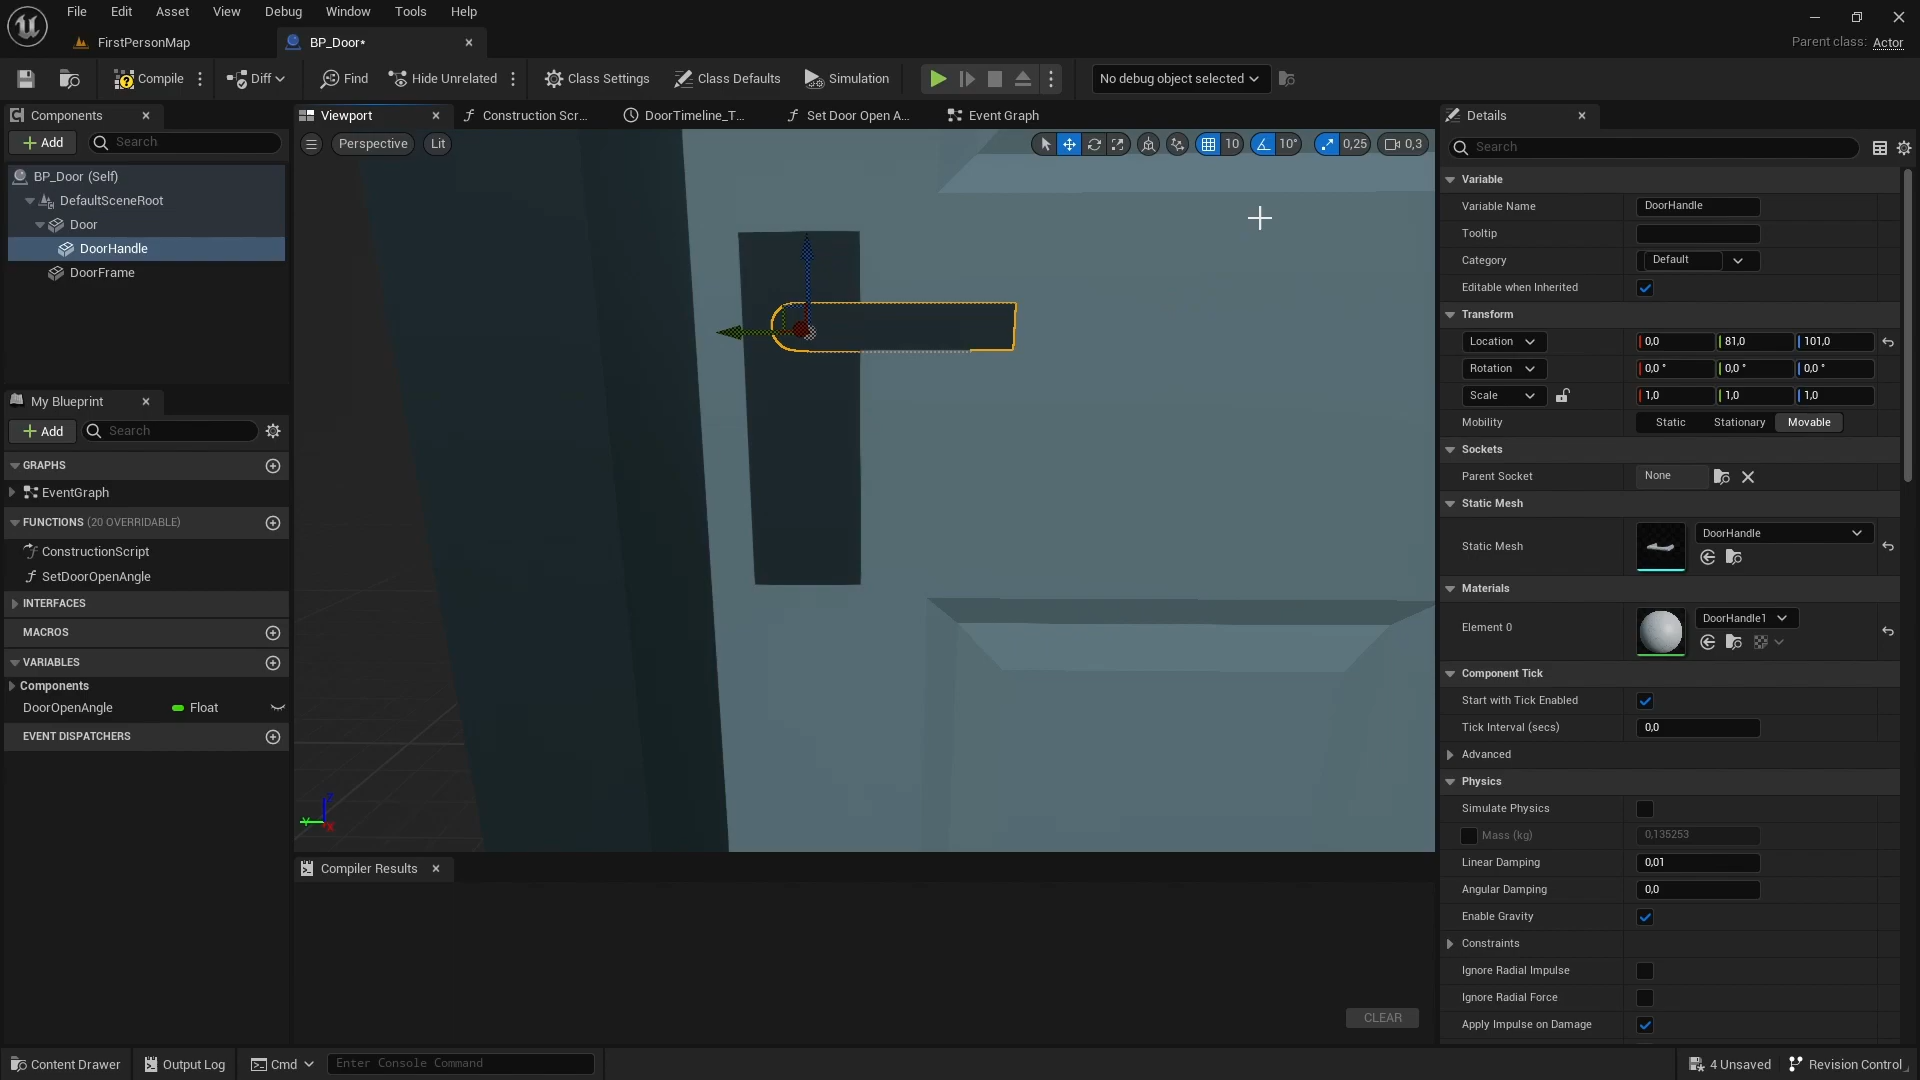 File Edit Asset View Debug Window Tools Help
FirstPersonMap
BP_Door*
Parent class: Actor
Compile
Diff
Find
Hide Unrelated
Class Settings
Class Defaults
Simulation
No debug object selected
Components
Add
Search
BP_Door (Self)
DefaultSceneRoot
Door
DoorHandle
DoorFrame
My Blueprint
Add
Search
GRAPHS
EventGraph
FUNCTIONS (20 OVERRIDABLE)
ConstructionScript
SetDoorOpenAngle
INTERFACES
MACROS
VARIABLES
Components
DoorOpenAngle Float
EVENT DISPATCHERS
Viewport
Construction Scr...
DoorTimeline_T...
Set Door Open A...
Event Graph
Perspective
Lit
10
10°
0,25
0,3
Z
Y
X
Compiler Results
CLEAR
Details
Search
Variable
Variable Name DoorHandle
Tooltip
Category Default
Editable when Inherited
Transform
Location 0,0 81,0 101,0
Rotation 0,0 ° 0,0 ° 0,0 °
Scale 1,0 1,0 1,0
Mobility Static Stationary Movable
Sockets
Parent Socket None
Static Mesh
Static Mesh DoorHandle
Materials
Element 0 DoorHandle1
Component Tick
Start with Tick Enabled
Tick Interval (secs) 0,0
Advanced
Physics
Simulate Physics
Mass (kg) 0,135253
Linear Damping 0,01
Angular Damping 0,0
Enable Gravity
Constraints
Ignore Radial Impulse
Ignore Radial Force
Apply Impulse on Damage
Content Drawer
Output Log
Cmd
Enter Console Command
4 Unsaved
Revision Control